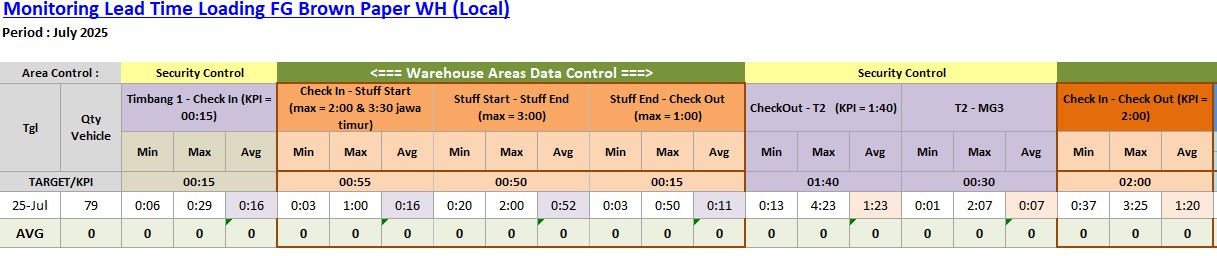 Monitoring Lead Time Loading FG Brown Paper WH (Local)
Period : July 2025
Area Control : Security Control <=== Warehouse Areas Data Control ===> Security Control
Tgl Qty Vehicle Timbang 1 - Check In (KPI = 00:15) Check In - Stuff Start (max = 2:00 & 3:30 jawa timur) Stuff Start - Stuff End (max = 3:00) Stuff End - Check Out (max = 1:00) CheckOut - T2 (KPI = 1:40) T2 - MG3 Check In - Check Out (KPI = 2:00)
Min Max Avg Min Max Avg Min Max Avg Min Max Avg Min Max Avg Min Max Avg Min Max Avg
TARGET/KPI 00:15 00:55 00:50 00:15 01:40 00:30 02:00
25-Jul 79 0:06 0:29 0:16 0:03 1:00 0:16 0:20 2:00 0:52 0:03 0:50 0:11 0:13 4:23 1:23 0:01 2:07 0:07 0:37 3:25 1:20
AVG 0 0 0 0 0 0 0 0 0 0 0 0 0 0 0 0 0 0 0 0 0 0